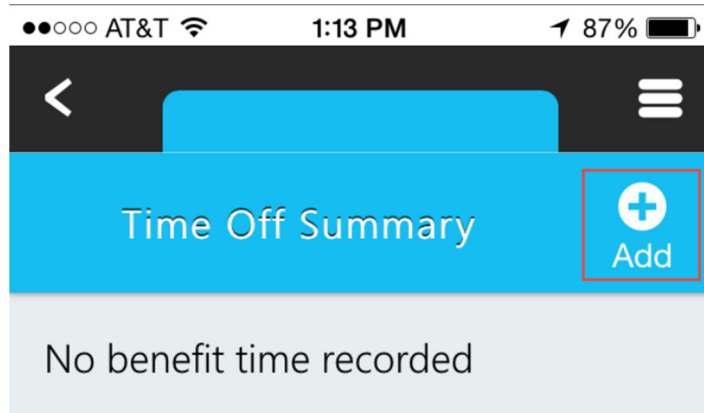 AT&T 1:13 PM 87%
Time Off Summary
Add
No benefit time recorded